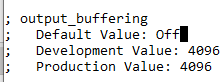 ; output_buffering
;   Default Value: Off
;   Development Value: 4096
;   Production Value: 4096